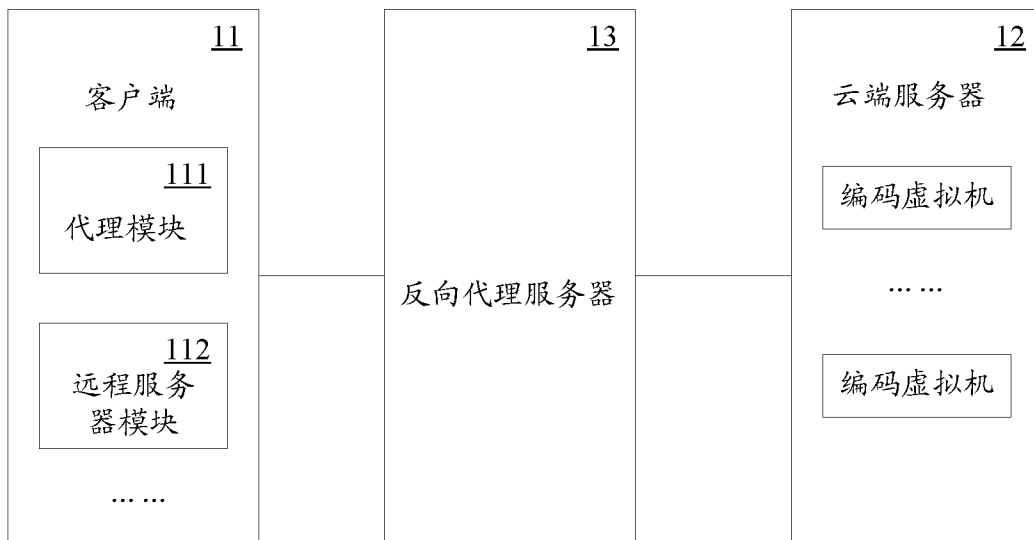 11
客户端
111
代理模块
112
远程服务
器模块
……
13
反向代理服务器
12
云端服务器
编码虚拟机
……
编码虚拟机